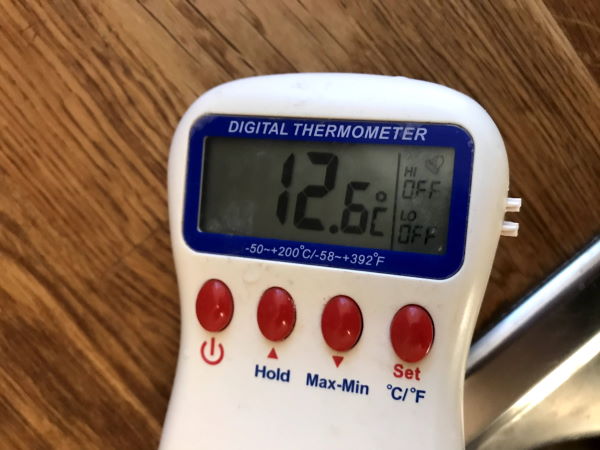 DIGITAL THERMOMETER
12.6°C
HI
OFF
LO
OFF
-50~+200°C/-58~+392°F
Hold
Max-Min
Set
°C/°F